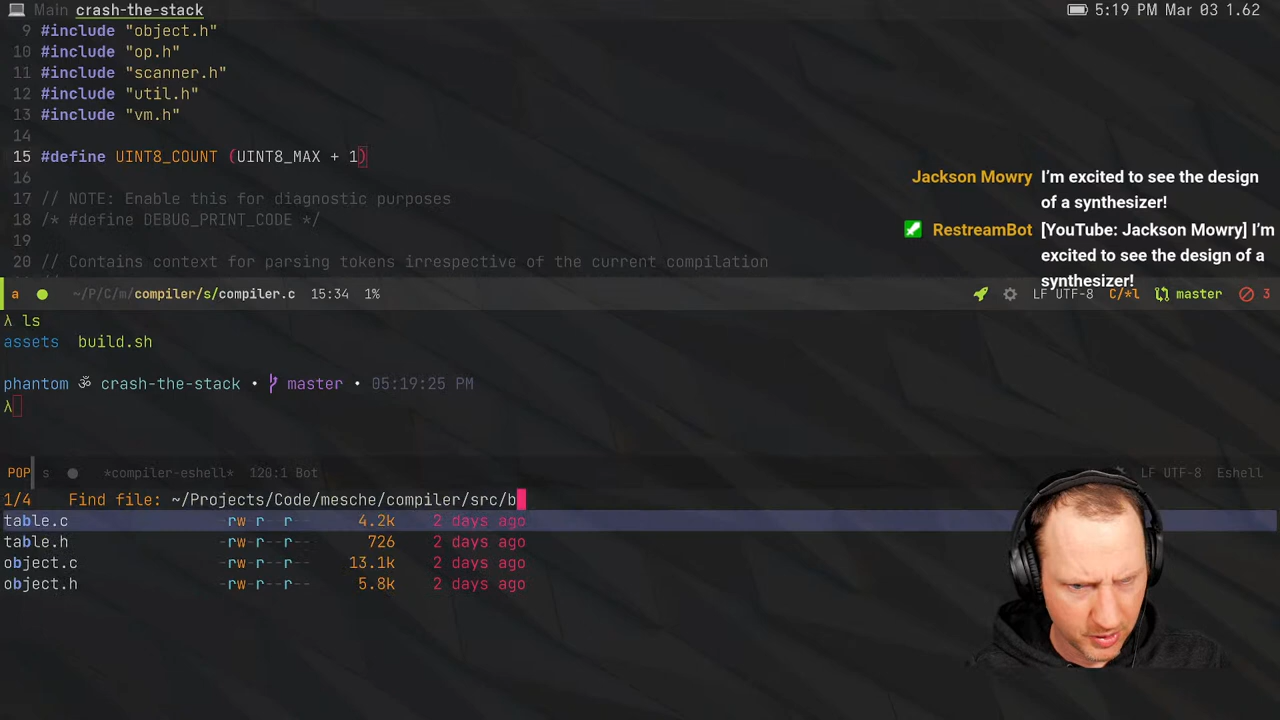 Main crash-the-stack
5:19 PM Mar 03 1.62
9 #include "object.h"
10 #include "op.h"
11 #include "scanner.h"
12 #include "util.h"
13 #include "vm.h"
14
15 #define UINT8_COUNT (UINT8_MAX + 1)
16
17 // NOTE: Enable this for diagnostic purposes
18 /* #define DEBUG_PRINT_CODE */
19
20 // Contains context for parsing tokens irrespective of the current compilation
Jackson Mowry I'm excited to see the design
of a synthesizer!
RestreamBot [YouTube: Jackson Mowry] I'm
excited to see the design of a
synthesizer!
a ~/P/C/m/compiler/s/compiler.c 15:34 1% LF UTF-8 C/*l master 3
λ ls
assets build.sh
phantom ॐ crash-the-stack • master • 05:19:25 PM
λ
POP s *compiler-eshell* 120:1 Bot LF UTF-8 Eshell
1/4 Find file: ~/Projects/Code/mesche/compiler/src/b
table.c -rw-r--r-- 4.2k 2 days ago
table.h -rw-r--r-- 726 2 days ago
object.c -rw-r--r-- 13.1k 2 days ago
object.h -rw-r--r-- 5.8k 2 days ago